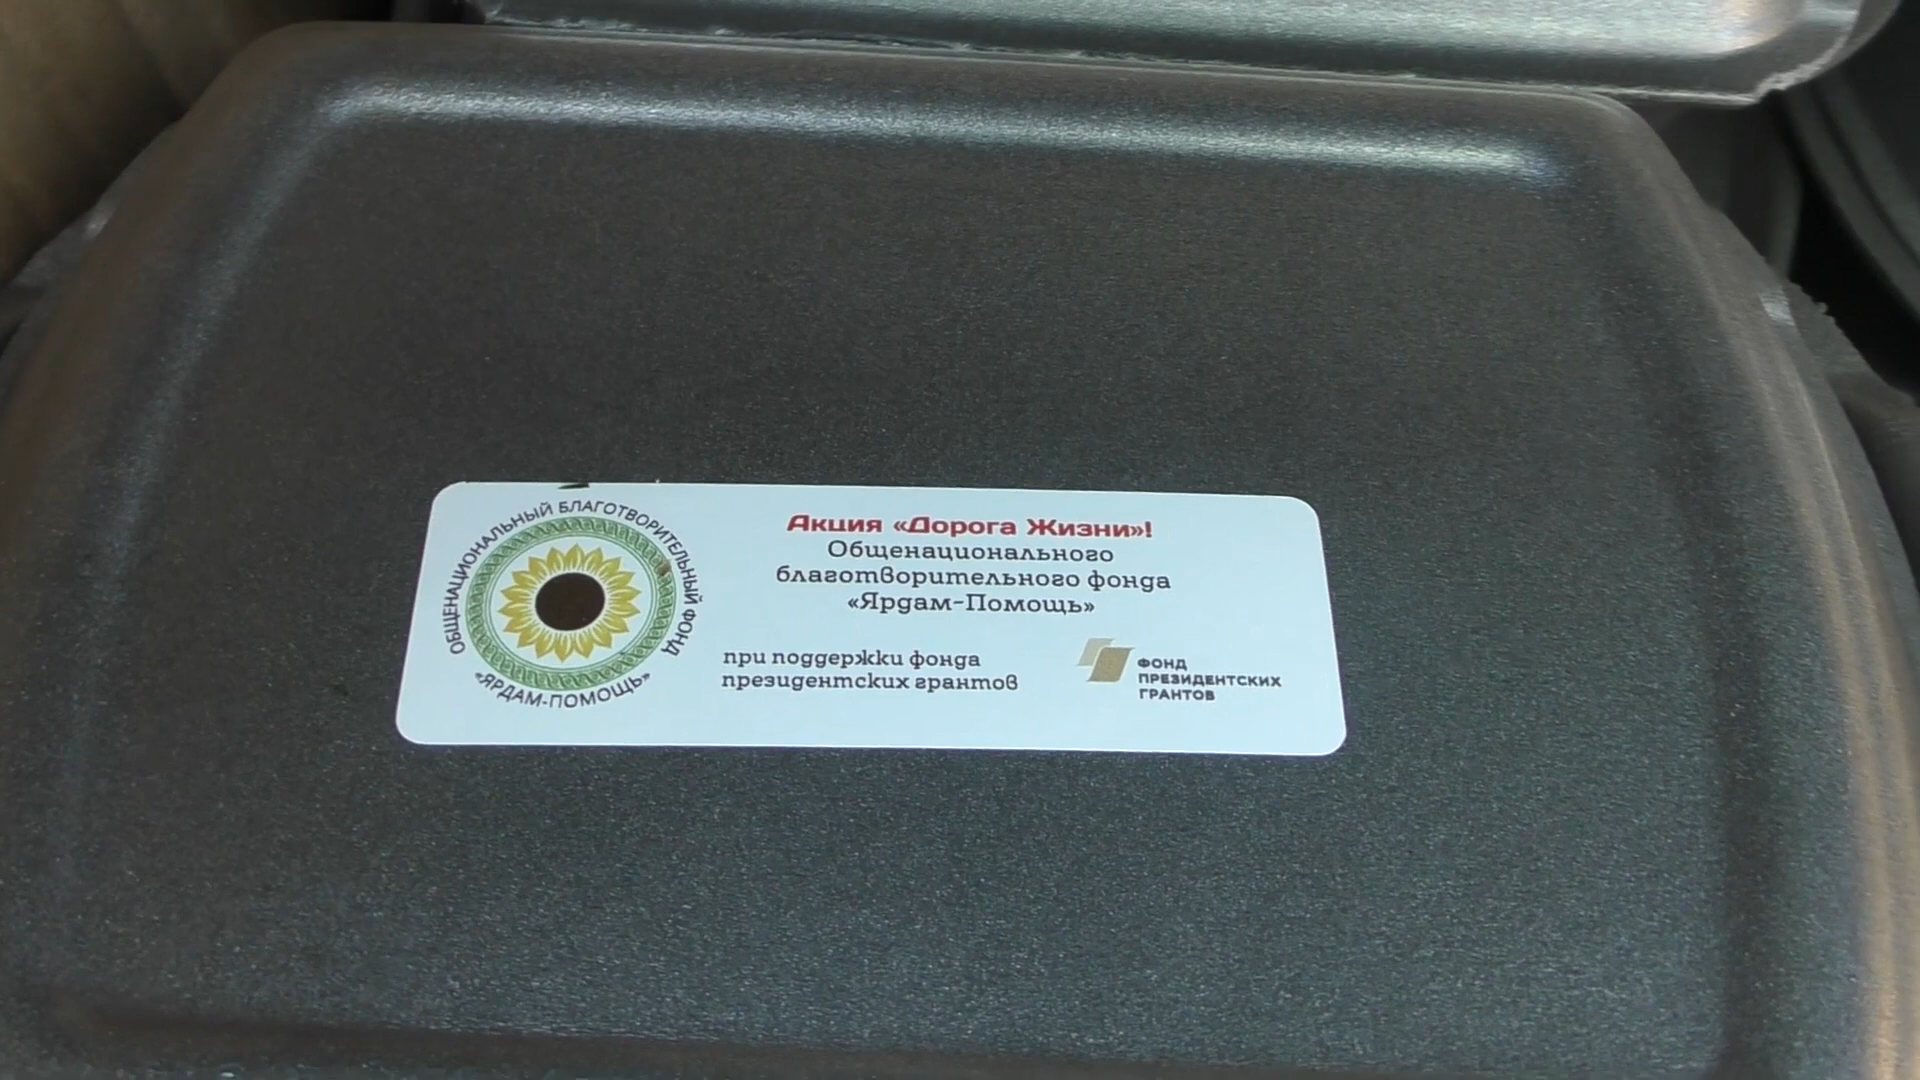 ОБЩЕНАЦИОНАЛЬНЫЙ БЛАГОТВОРИТЕЛЬНЫЙ ФОНД
«ЯРДАМ-ПОМОЩЬ»
Акция «Дорога Жизни»!
Общенационального
благотворительного фонда
«Ярдам-Помощь»
при поддержки фонда
президентских грантов
ФОНД
ПРЕЗИДЕНТСКИХ
ГРАНТОВ